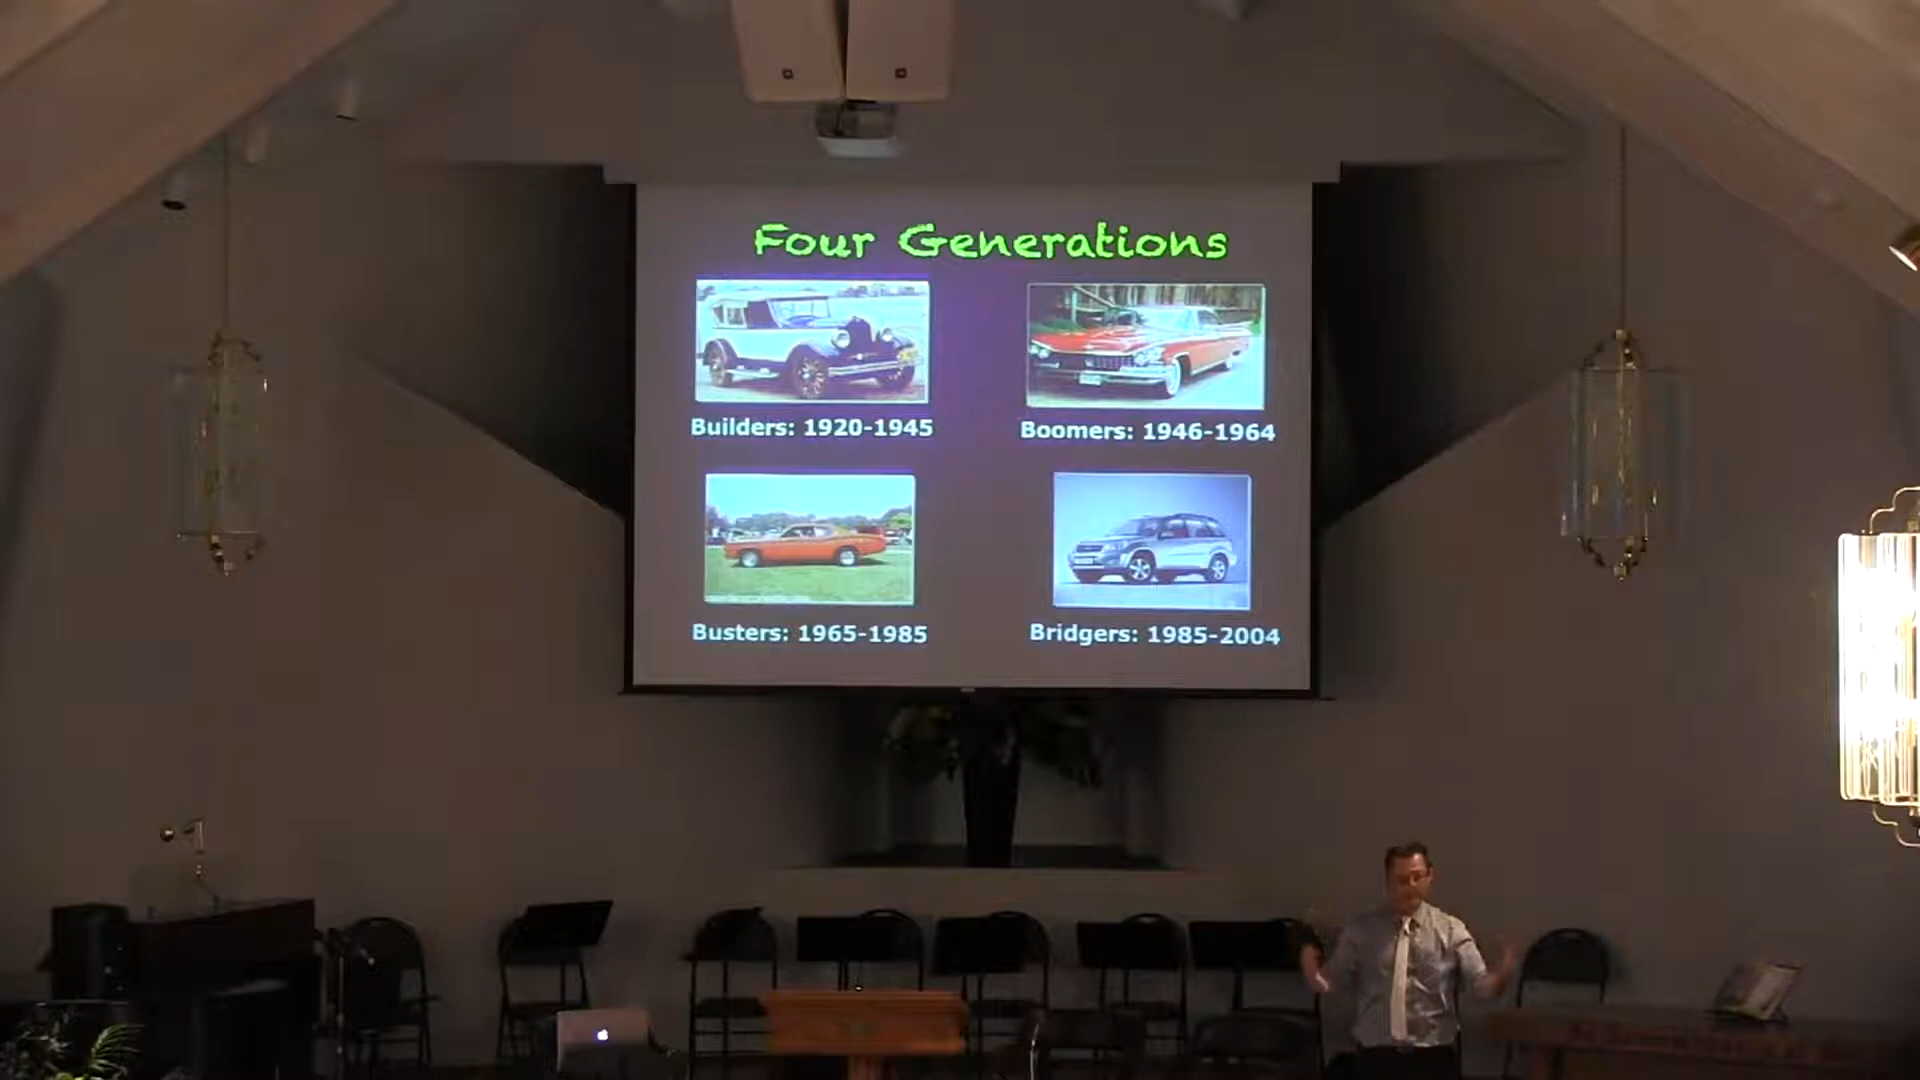 Four Generations
Builders: 1920-1945
Boomers: 1946-1964
Busters: 1965-1985
Bridgers: 1985-2004